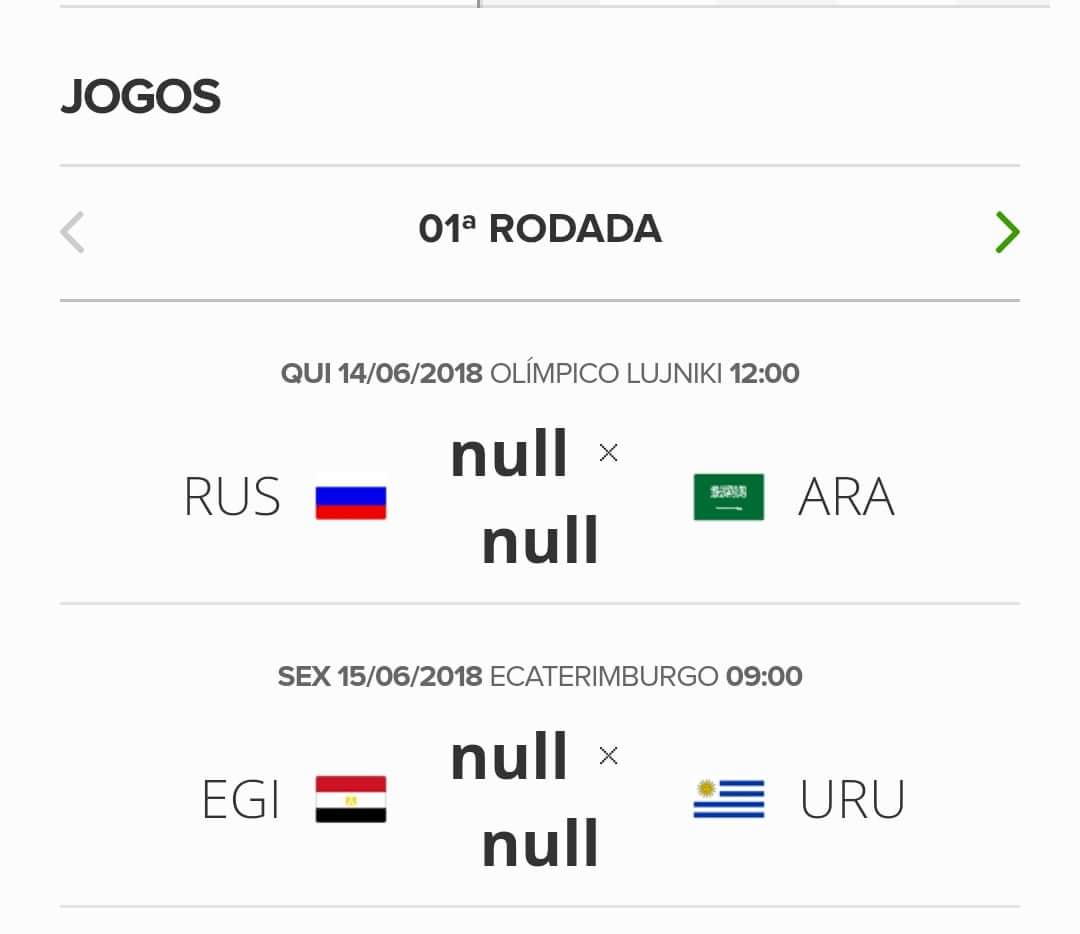 JOGOS
01ª RODADA
QUI 14/06/2018 OLÍMPICO LUJNIKI 12:00
null ×
RUS ARA
null
SEX 15/06/2018 ECATERIMBURGO 09:00
null ×
EGI URU
null